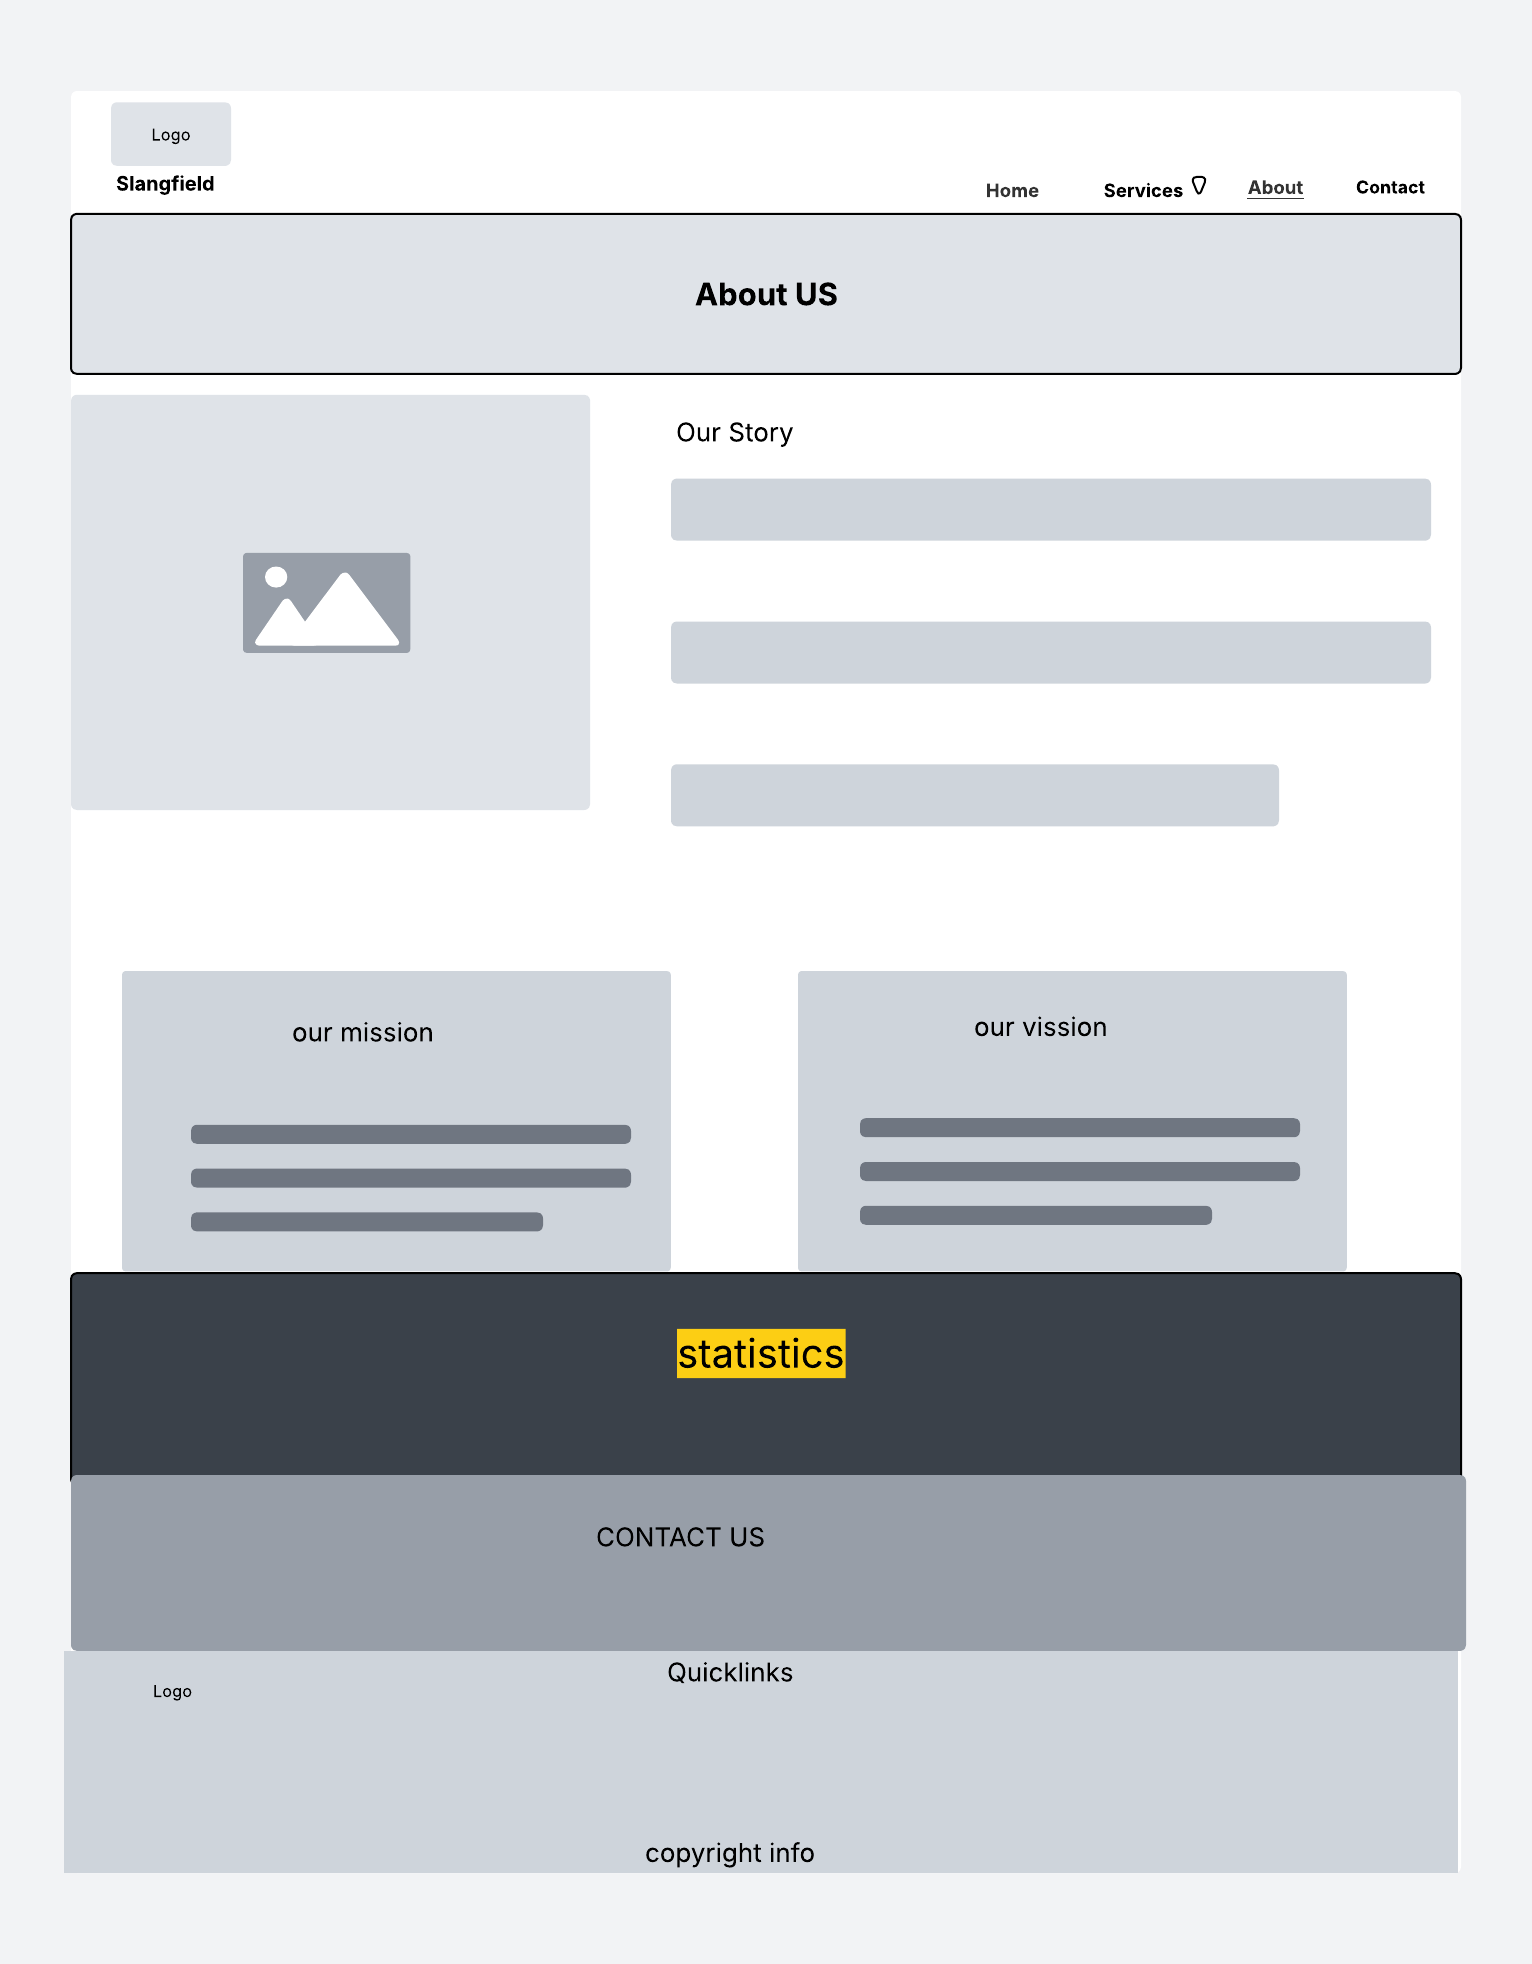 Logo
Slangfield
Home Services About Contact
About US
Our Story
our mission
our vission
statistics
CONTACT US
Quicklinks
Logo
copyright info